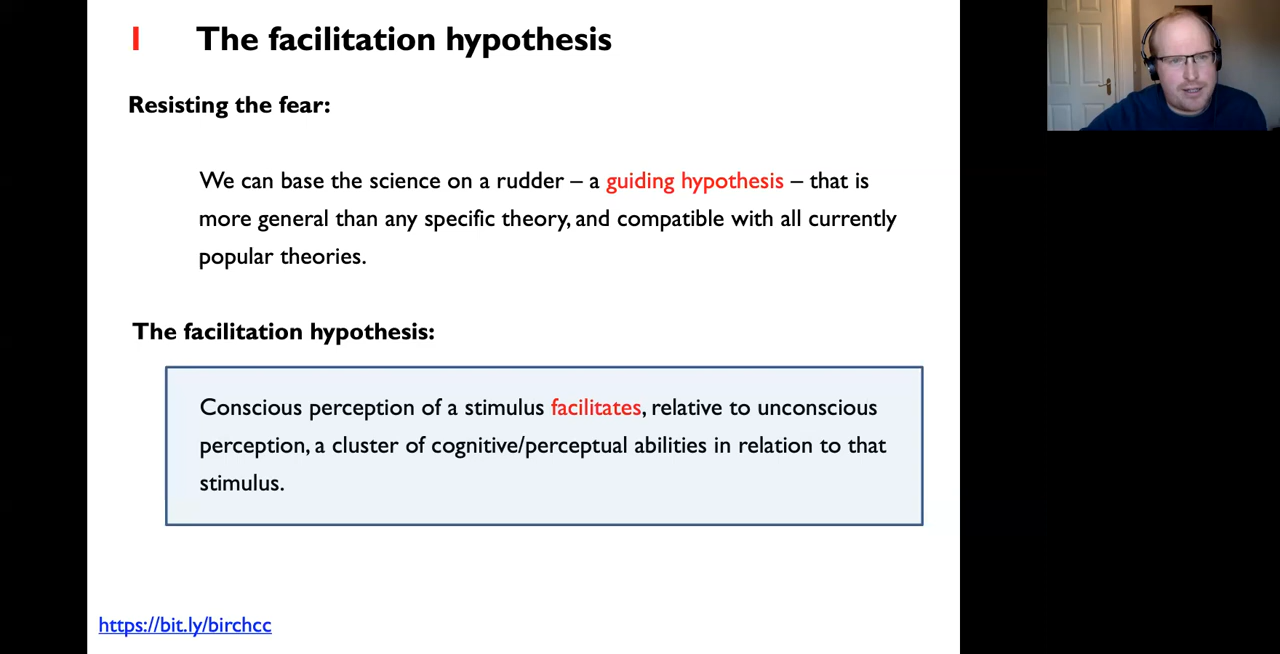 I The facilitation hypothesis
Resisting the fear:
We can base the science on a rudder – a guiding hypothesis – that is
more general than any specific theory, and compatible with all currently
popular theories.
The facilitation hypothesis:
Conscious perception of a stimulus facilitates, relative to unconscious
perception, a cluster of cognitive/perceptual abilities in relation to that
stimulus.
https://bit.ly/birchcc